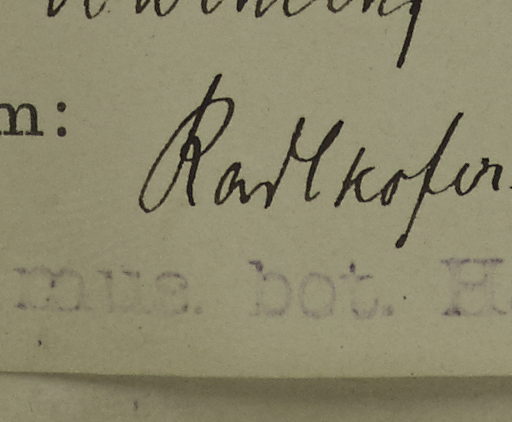 m:
Radlkofer.
mus. bot. H